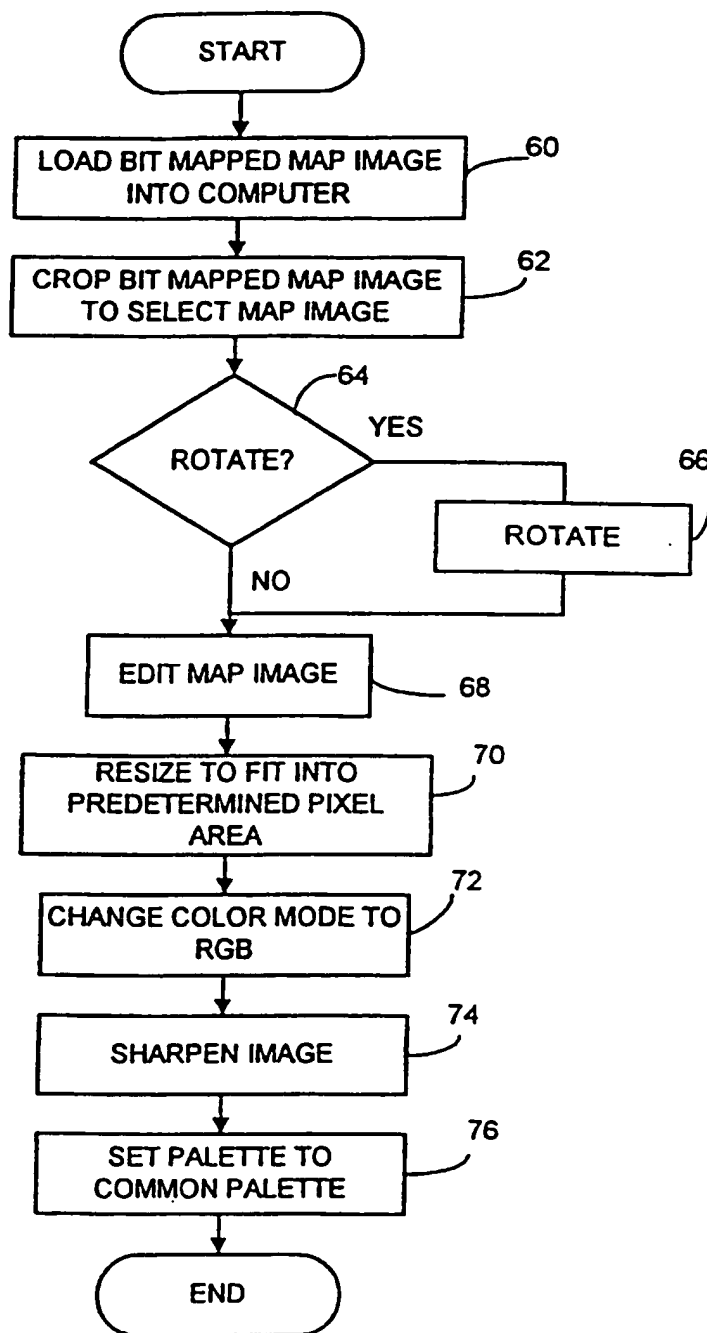 START
LOAD BIT MAPPED MAP IMAGE
INTO COMPUTER
60
CROP BIT MAPPED MAP IMAGE
TO SELECT MAP IMAGE
62
64
ROTATE?
YES
66
ROTATE
NO
EDIT MAP IMAGE
68
RESIZE TO FIT INTO
PREDETERMINED PIXEL
AREA
70
CHANGE COLOR MODE TO
RGB
72
SHARPEN IMAGE
74
SET PALETTE TO
COMMON PALETTE
76
END